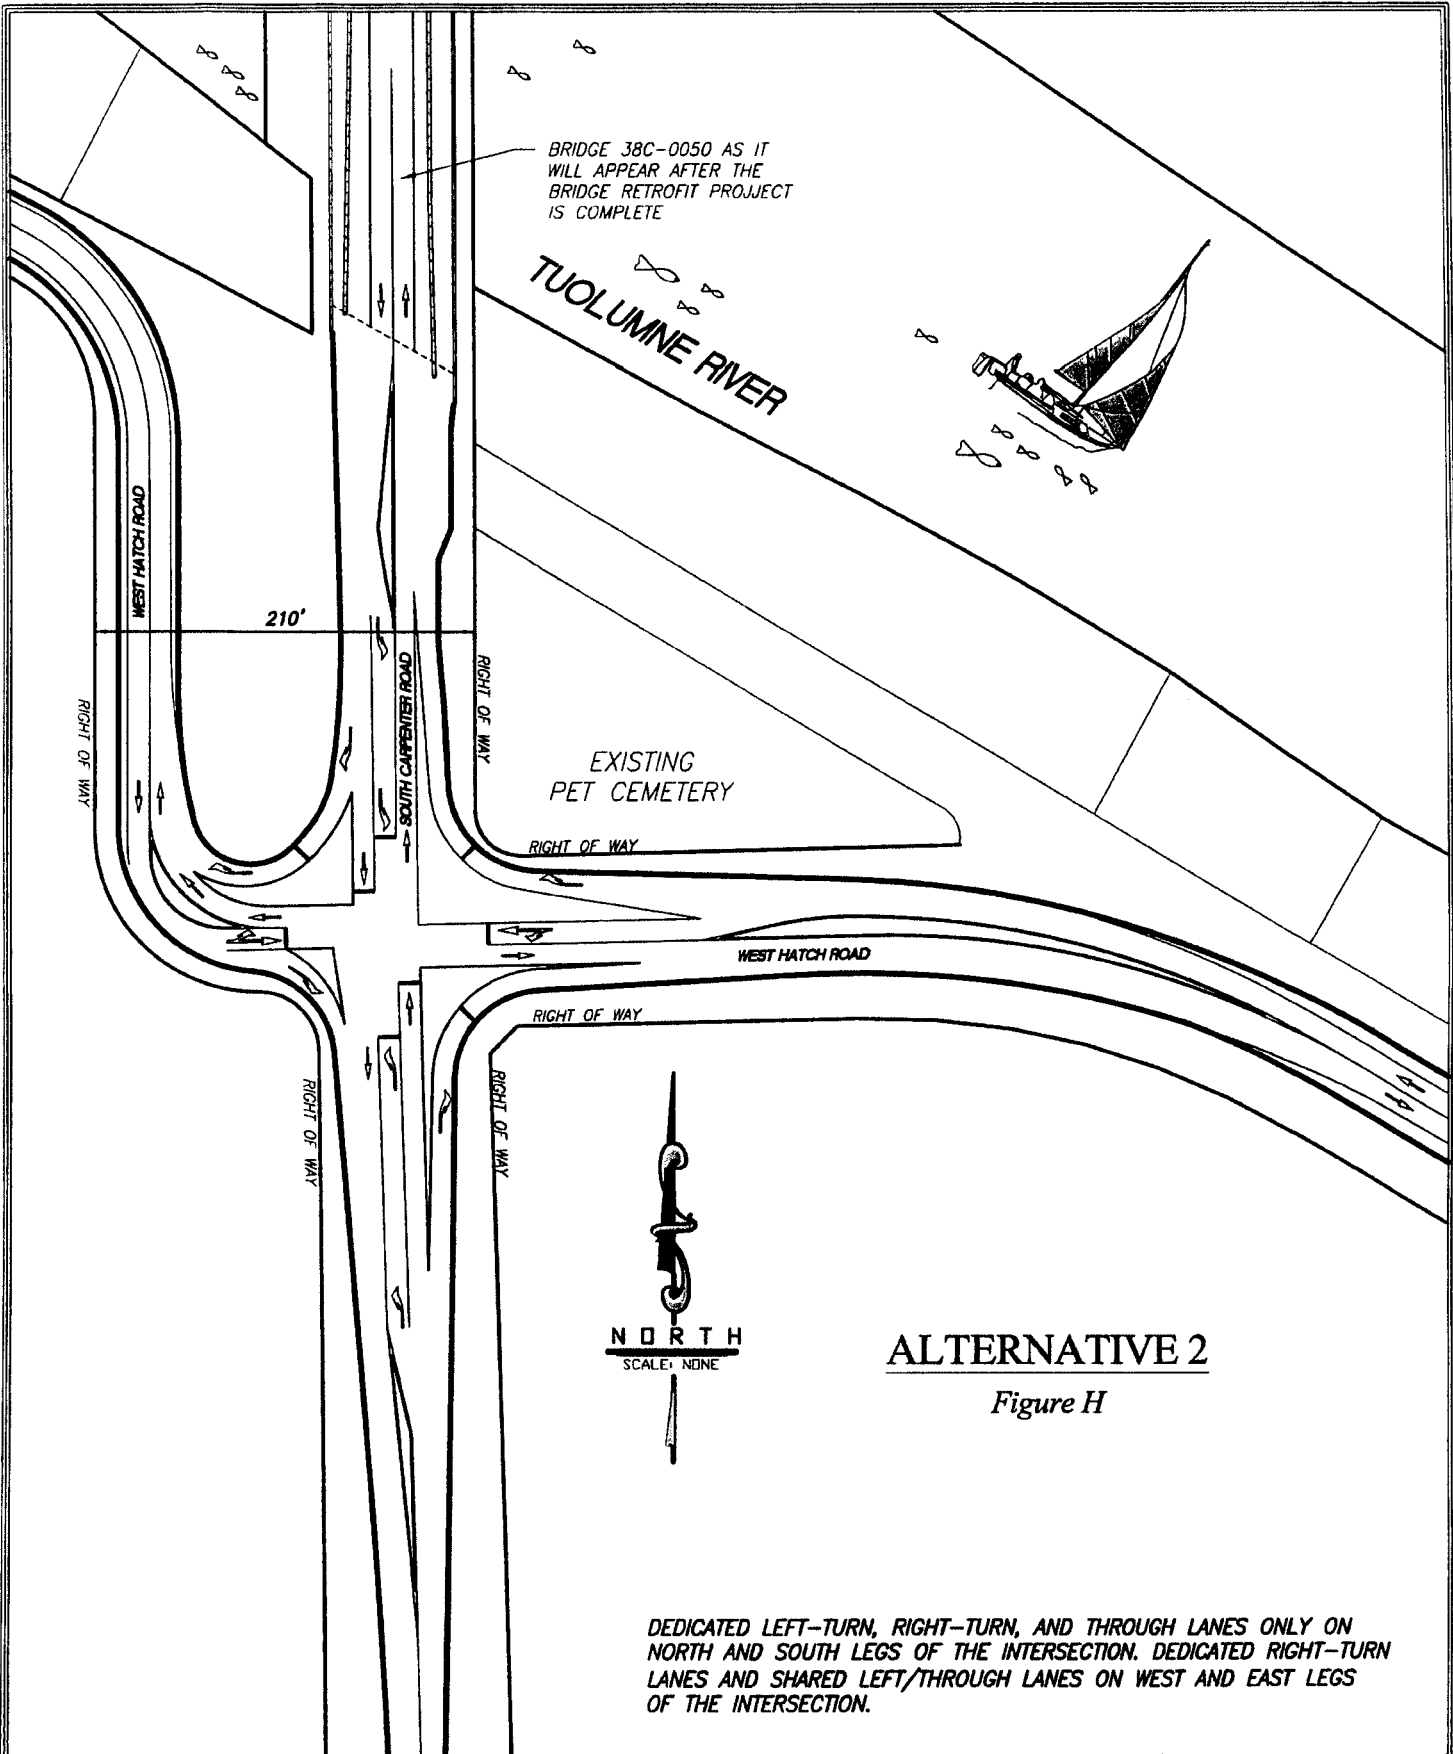 BRIDGE 38C-0050 AS IT
WILL APPEAR AFTER THE
BRIDGE RETROFIT PROJJECT
IS COMPLETE
TUOLUMNE RIVER
WEST HATCH ROAD
210'
SOUTH CARPENTER ROAD
RIGHT OF WAY
RIGHT OF WAY
EXISTING
PET CEMETERY
RIGHT OF WAY
WEST HATCH ROAD
RIGHT OF WAY
RIGHT OF WAY
RIGHT OF WAY
NORTH
SCALE: NONE
ALTERNATIVE 2
Figure H
DEDICATED LEFT-TURN, RIGHT-TURN, AND THROUGH LANES ONLY ON
NORTH AND SOUTH LEGS OF THE INTERSECTION. DEDICATED RIGHT-TURN
LANES AND SHARED LEFT/THROUGH LANES ON WEST AND EAST LEGS
OF THE INTERSECTION.